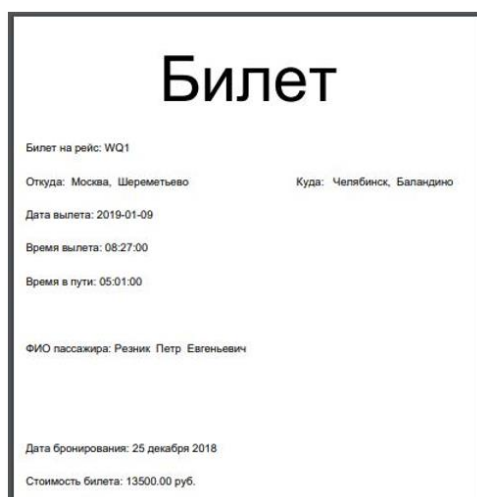 Билет
Билет на рейс: WQ1
Откуда: Москва, Шереметьево Куда: Челябинск, Баландино
Дата вылета: 2019-01-09
Время вылета: 08:27:00
Время в пути: 05:01:00
ФИО пассажира: Резник Петр Евгеньевич
Дата бронирования: 25 декабря 2018
Стоимость билета: 13500.00 руб.